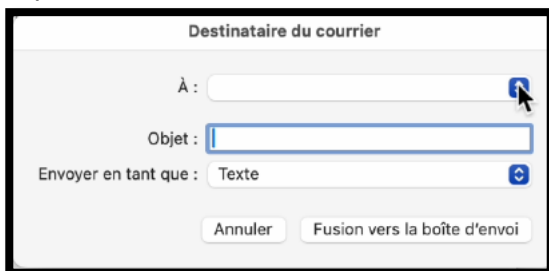 Destinataire du courrier
À :
Objet :
Envoyer en tant que : Texte
Annuler Fusion vers la boîte d'envoi